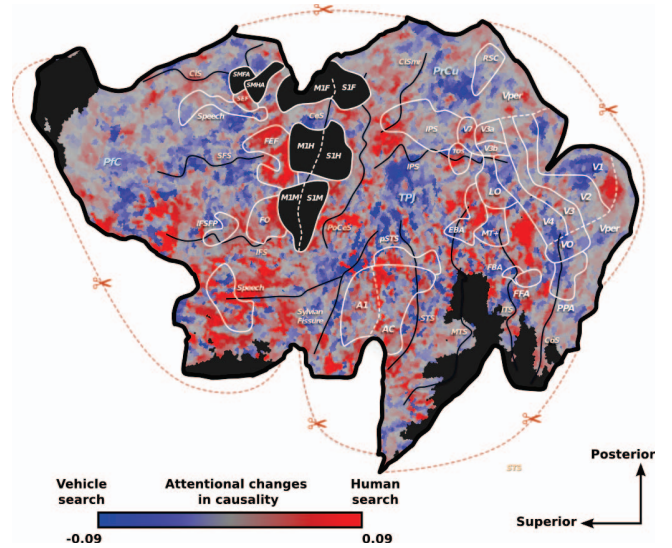 RSC
CiS
SMFA
SMHA
M1F
S1F
CiSmr
PrCu
Vper
SEF
Speech
CeS
IPS
V7
V3a
FEF
M1H
S1H
V3b
PfC
SFS
IPS
TOS
V1
LO
V2
M1M
S1M
TPJ
V3
IFSFP
FO
PoCeS
EBA
MT+
V4
VO
Vper
IFS
pSTS
FBA
Speech
FFA
PPA
A1
ITS
Sylvian
Fissure
STS
AC
MTS
CoS
STS
Posterior
Vehicle
search
Attentional changes
in causality
Human
search
Superior
-0.09
0.09